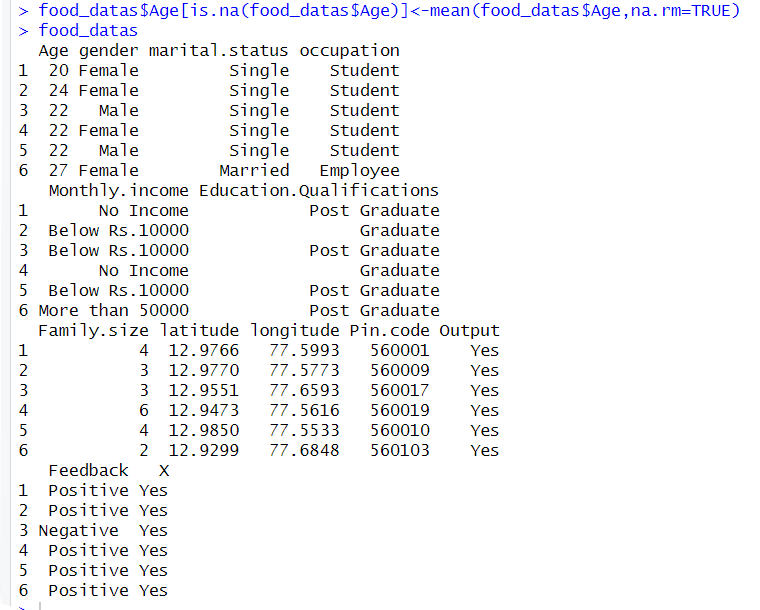 > food_datas$Age[is.na(food_datas$Age)]<-mean(food_datas$Age,na.rm=TRUE)
> food_datas
  Age gender marital.status occupation
1  20 Female         Single    Student
2  24 Female         Single    Student
3  22   Male         Single    Student
4  22 Female         Single    Student
5  22   Male         Single    Student
6  27 Female        Married   Employee
   Monthly.income Education.Qualifications
1       No Income            Post Graduate
2  Below Rs.10000                 Graduate
3  Below Rs.10000            Post Graduate
4       No Income                 Graduate
5  Below Rs.10000            Post Graduate
6 More than 50000            Post Graduate
  Family.size latitude longitude Pin.code Output
1           4  12.9766   77.5993   560001    Yes
2           3  12.9770   77.5773   560009    Yes
3           3  12.9551   77.6593   560017    Yes
4           6  12.9473   77.5616   560019    Yes
5           4  12.9850   77.5533   560010    Yes
6           2  12.9299   77.6848   560103    Yes
   Feedback   X
1  Positive Yes
2  Positive Yes
3 Negative  Yes
4  Positive Yes
5  Positive Yes
6  Positive Yes
>